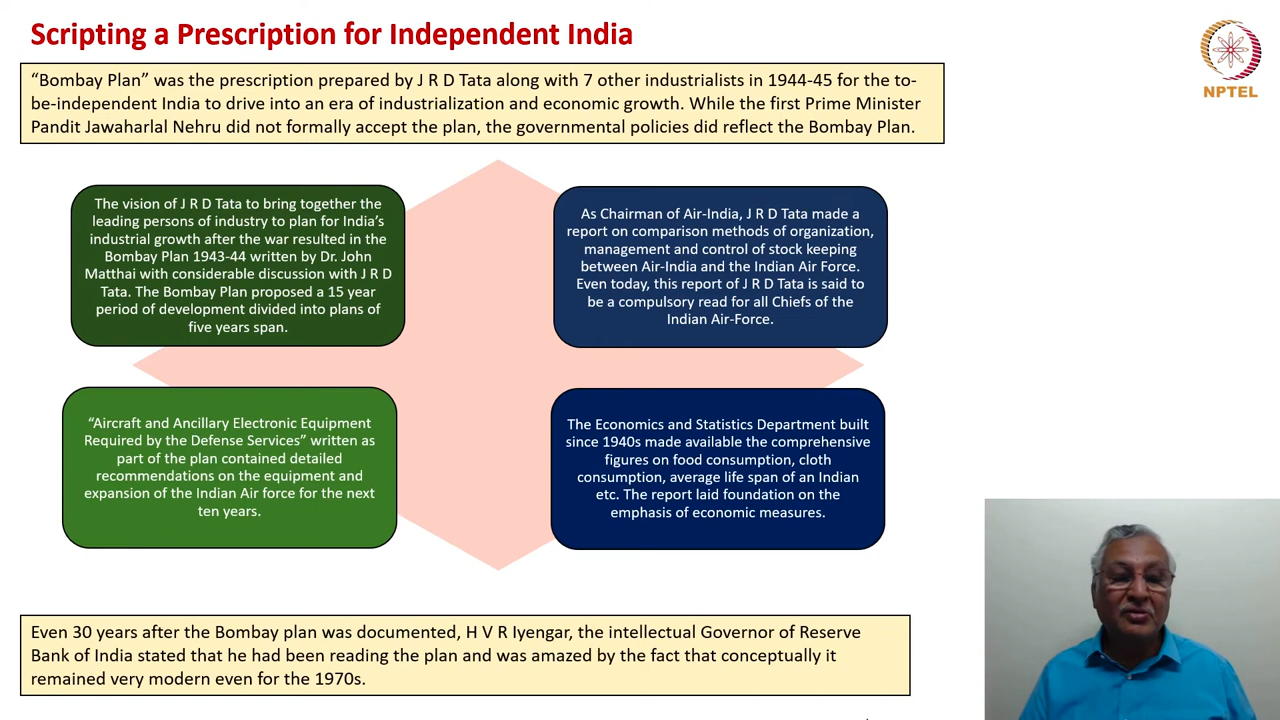 Scripting a Prescription for Independent India
NPTEL
“Bombay Plan” was the prescription prepared by J R D Tata along with 7 other industrialists in 1944-45 for the to-
be-independent India to drive into an era of industrialization and economic growth. While the first Prime Minister
Pandit Jawaharlal Nehru did not formally accept the plan, the governmental policies did reflect the Bombay Plan.
The vision of J R D Tata to bring together the
leading persons of industry to plan for India’s
industrial growth after the war resulted in the
Bombay Plan 1943-44 written by Dr. John
Matthai with considerable discussion with J R D
Tata. The Bombay Plan proposed a 15 year
period of development divided into plans of
five years span.
As Chairman of Air-India, J R D Tata made a
report on comparison methods of organization,
management and control of stock keeping
between Air-India and the Indian Air Force.
Even today, this report of J R D Tata is said to
be a compulsory read for all Chiefs of the
Indian Air-Force.
“Aircraft and Ancillary Electronic Equipment
Required by the Defense Services” written as
part of the plan contained detailed
recommendations on the equipment and
expansion of the Indian Air force for the next
ten years.
The Economics and Statistics Department built
since 1940s made available the comprehensive
figures on food consumption, cloth
consumption, average life span of an Indian
etc. The report laid foundation on the
emphasis of economic measures.
Even 30 years after the Bombay plan was documented, H V R Iyengar, the intellectual Governor of Reserve
Bank of India stated that he had been reading the plan and was amazed by the fact that conceptually it
remained very modern even for the 1970s.